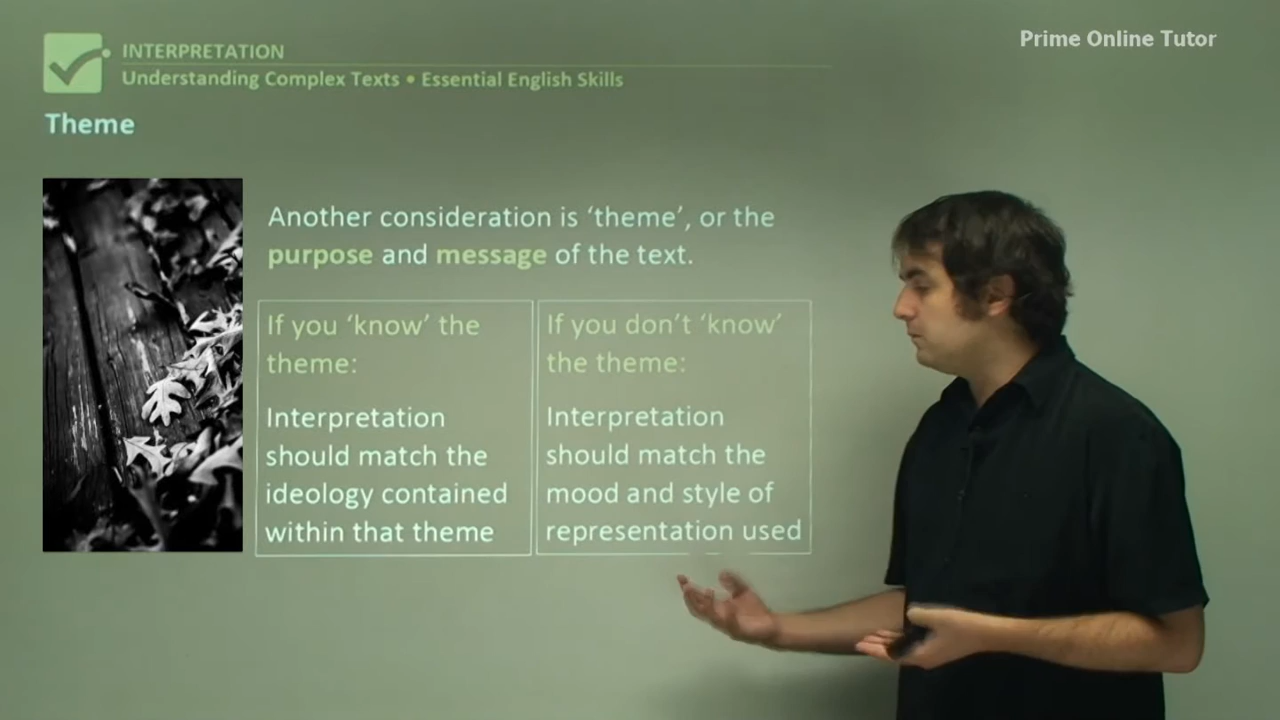 Prime Online Tutor
INTERPRETATION
Understanding Complex Texts • Essential English Skills
Theme
Another consideration is ‘theme’, or the
purpose and message of the text.
If you ‘know’ the
theme:
Interpretation
should match the
ideology contained
within that theme
If you don’t ‘know’
the theme:
Interpretation
should match the
mood and style of
representation used